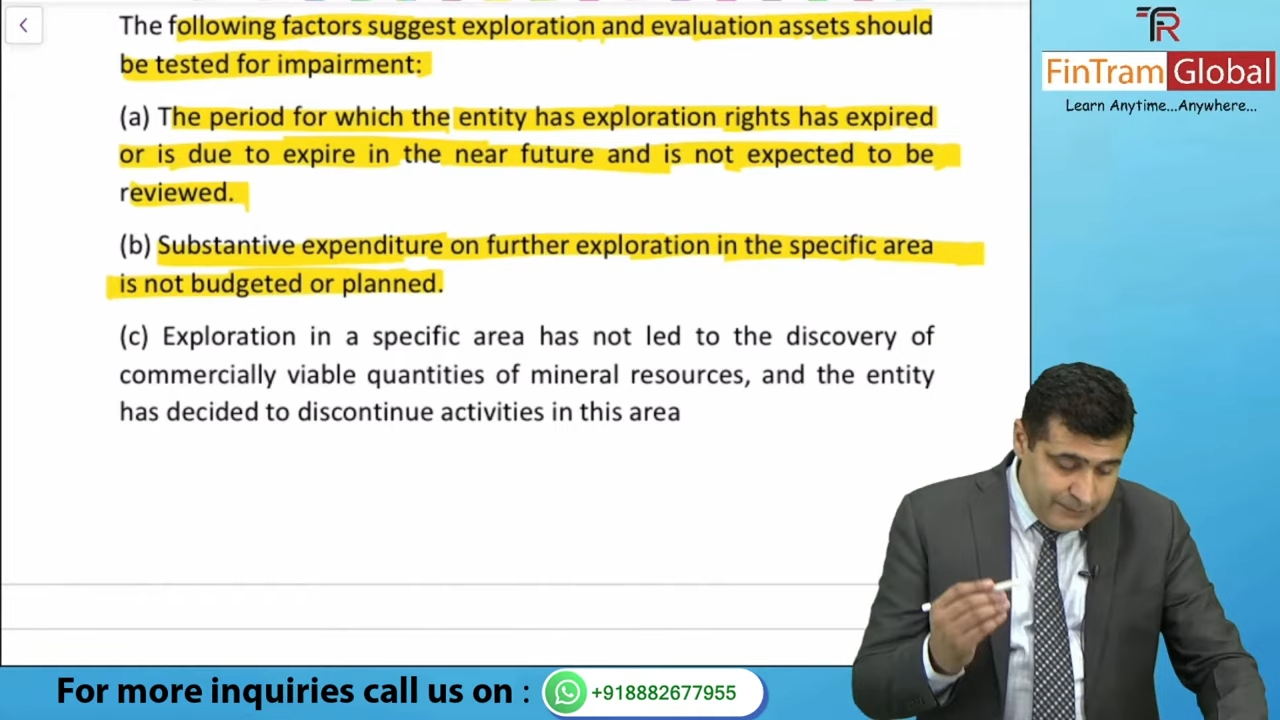 The following factors suggest exploration and evaluation assets should
be tested for impairment:
(a) The period for which the entity has exploration rights has expired
or is due to expire in the near future and is not expected to be
reviewed.
(b) Substantive expenditure on further exploration in the specific area
is not budgeted or planned.
(c) Exploration in a specific area has not led to the discovery of
commercially viable quantities of mineral resources, and the entity
has decided to discontinue activities in this area
FinTram Global
Learn Anytime...Anywhere...
For more inquiries call us on : +918882677955